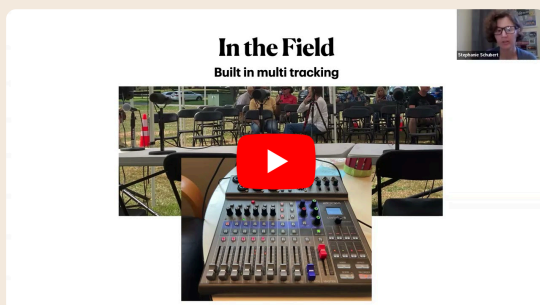 In the Field
Built in multi tracking
Stephanie Schubert